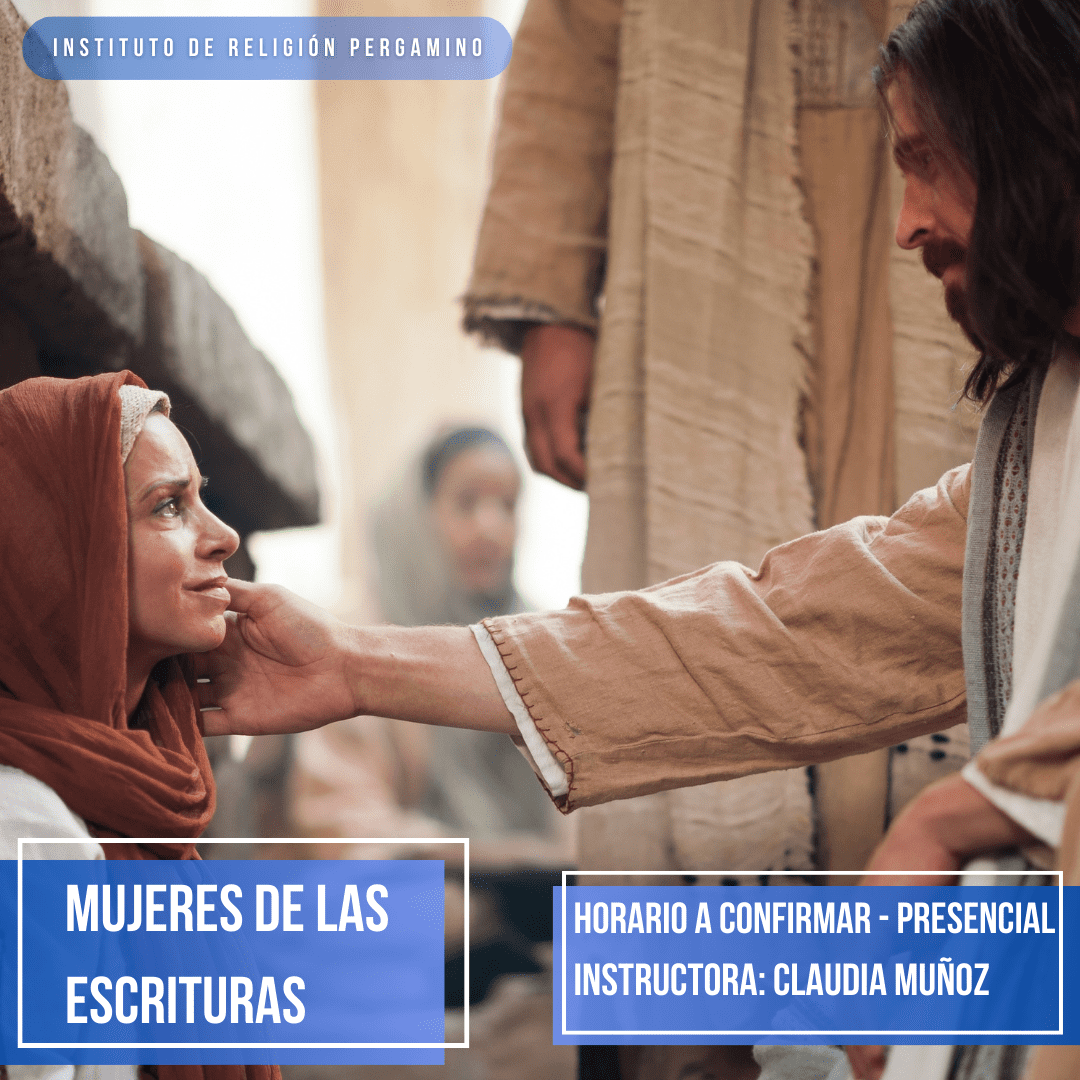 INSTITUTO DE RELIGIÓN PERGAMINO
MUJERES DE LAS
ESCRITURAS
HORARIO A CONFIRMAR - PRESENCIAL
INSTRUCTORA: CLAUDIA MUÑOZ